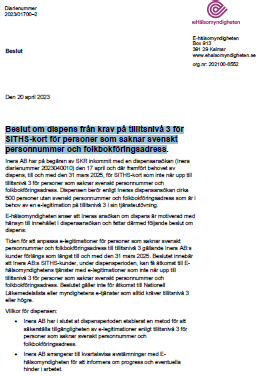 Diarienummer
2023/01700-2
eHälsomyndigheten
Beslut
E-hälsomyndigheten
Box 913
391 29 Kalmar
www.ehalsomyndigheten.se
org.nr: 202100-6552
Den 20 april 2023
Beslut om dispens från krav på tillitsnivå 3 för
SITHS-kort för personer som saknar svenskt
personnummer och folkbokföringsadress.
Inera AB har på begäran av SKR inkommit med en dispensansökan (Inera
diarienummer 2023040010) den 17 april och där framfört behovet av
dispens, till och med den 31 mars 2025, för SITHS-kort som inte når upp till
tillitsnivå 3 för personer som saknar svenskt personnummer och
folkbokföringsadress. Dispensen berör enligt Ineras dispensansökan cirka
500 personer utan svenskt personnummer och folkbokföringsadress som är i
behov av en e-legitimation på tillitsnivå 3 i sin tjänsteutövning.
E-hälsomyndigheten anser att Ineras ansökan om dispens är motiverad med
hänsyn till innehållet i dispensansökan och fattar därmed följande beslut om
dispens:
Tiden för att anpassa e-legitimationer för personer som saknar svenskt
personnummer och folkbokföringsadress till tillitsnivå 3 gällande Inera AB:s
kunder förlängs som längst till och med den 31 mars 2025. Beslutet innebär
att Inera AB:s SITHS-kund, under dispensperioden, kan få åtkomst till E-
hälsomyndighetens tjänster med e-legitimationer som inte når upp till
tillitsnivå 3 för personer som saknar svenskt personnummer och
folkbokföringsadress. Beslutet gäller inte för åtkomst till Nationell
Läkemedelslista eller myndighetens e-tjänster som alltid kräver tillitsnivå 3
eller högre.
Villkor för dispensen:
• Inera AB har i slutet at dispensperioden etablerat en metod för att
säkerställa tillgängligheten av e-legitimationer enligt tillitsnivå 3 för
personer som saknar svenskt personnummer och
folkbokföringsadress.
• Inera AB arrangerar till kvartalsvisa avstämningar med E-
hälsomyndigheten för att informera om progress och eventuella
hinder i arbetet.